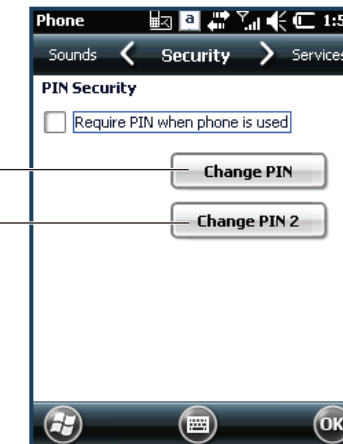 Phone a 1:5
Sounds Security Services
PIN Security
Require PIN when phone is used
Change PIN
Change PIN 2
OK